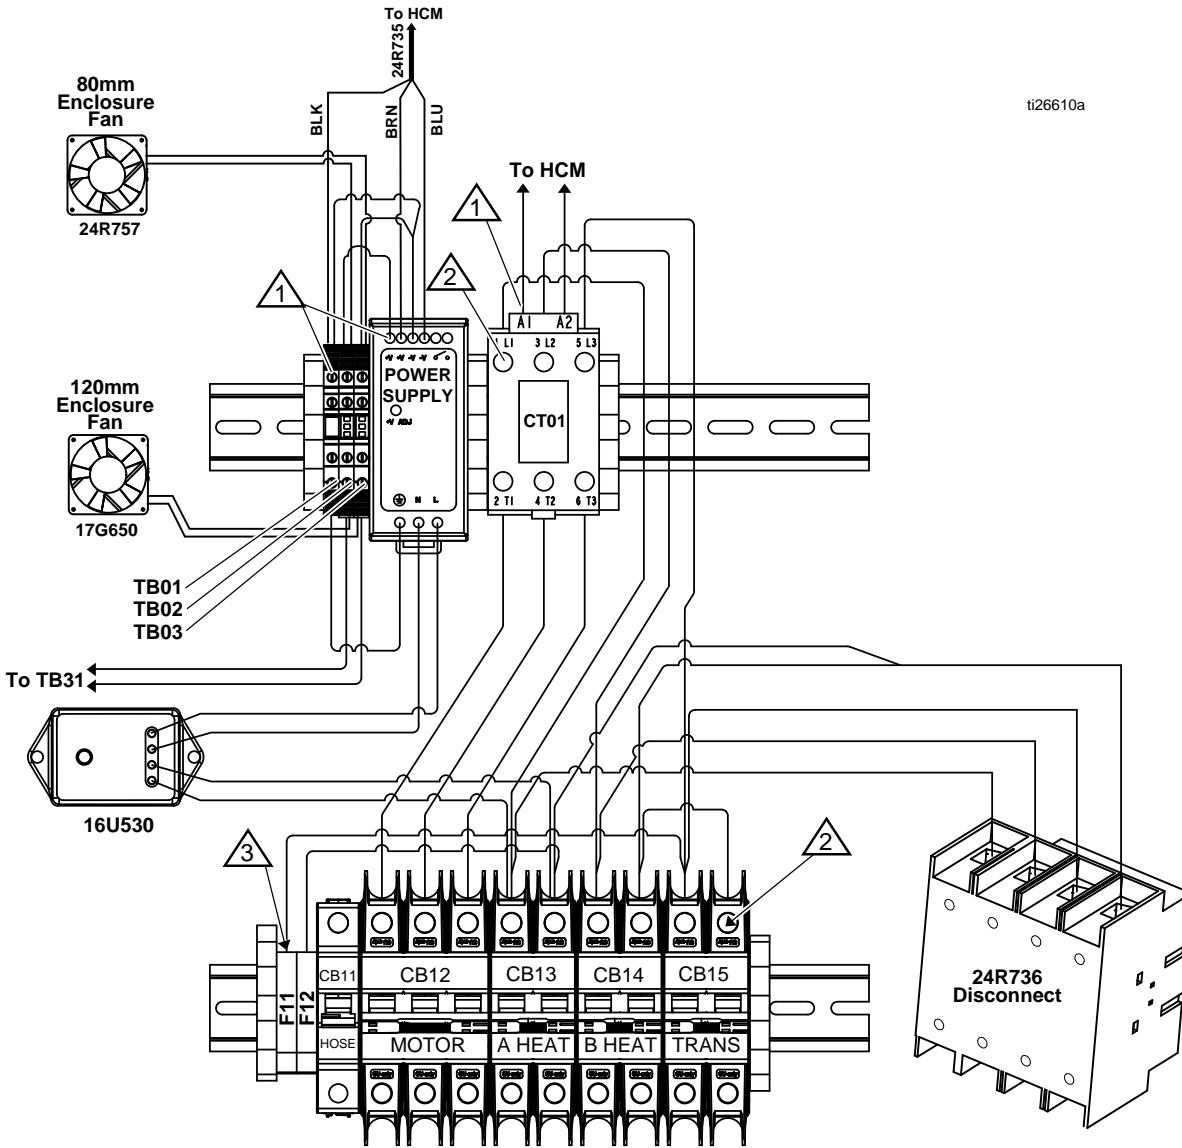 To HCM
24R735
80mm
Enclosure
Fan
24R757
BLK
BRN
BLU
ti26610a
To HCM
1
2
1
A1 A2
1 L1 3 L2 5 L3
+V +V -V -V
POWER
SUPPLY
+V ADJ
N L
CT01
2 T1 4 T2 6 T3
120mm
Enclosure
Fan
17G650
TB01
TB02
TB03
To TB31
16U530
3
2
F11
F12
CB11
CB12
CB13
CB14
CB15
HOSE
MOTOR
A HEAT
B HEAT
TRANS
24R736
Disconnect